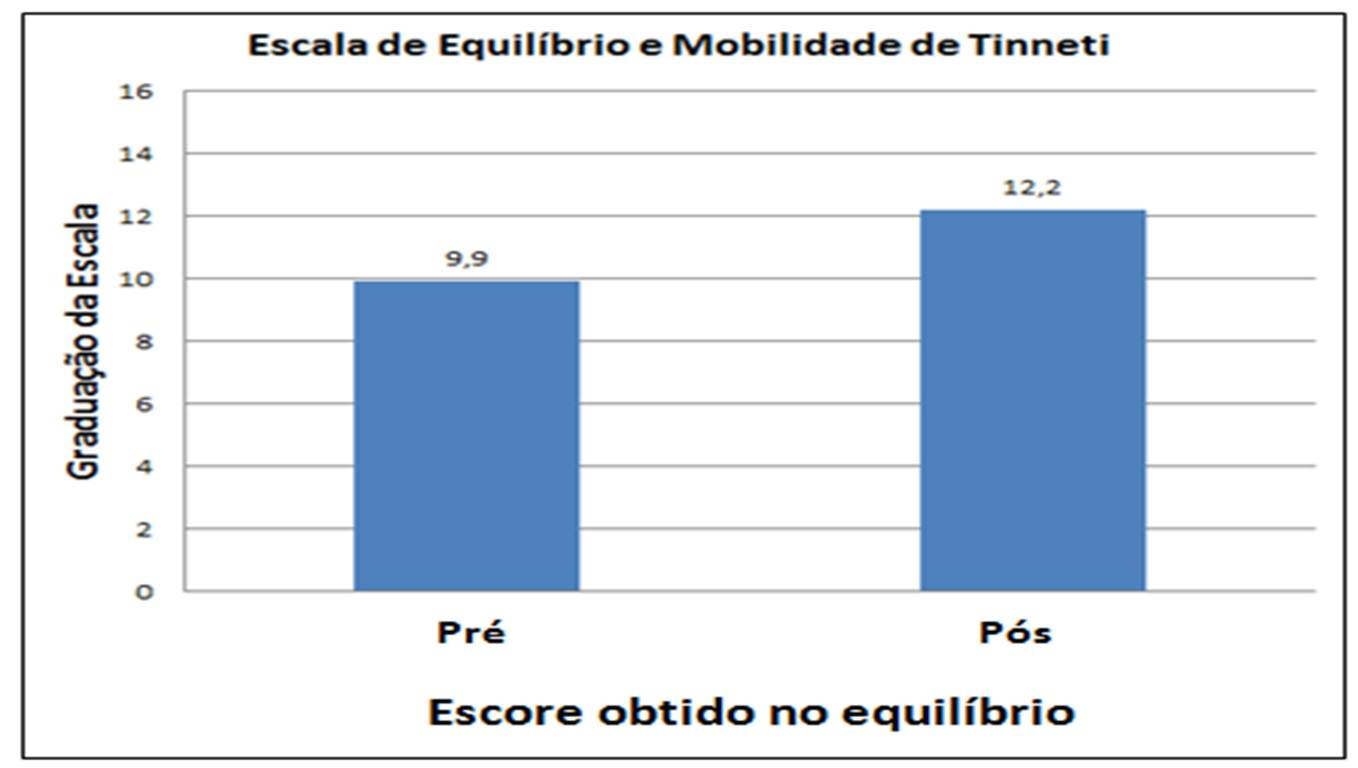 Escala de Equilíbrio e Mobilidade de Tinneti
Graduação da Escala
16
14
12
10
8
6
4
2
0
9,9
12,2
Pré
Pós
Escore obtido no equilíbrio